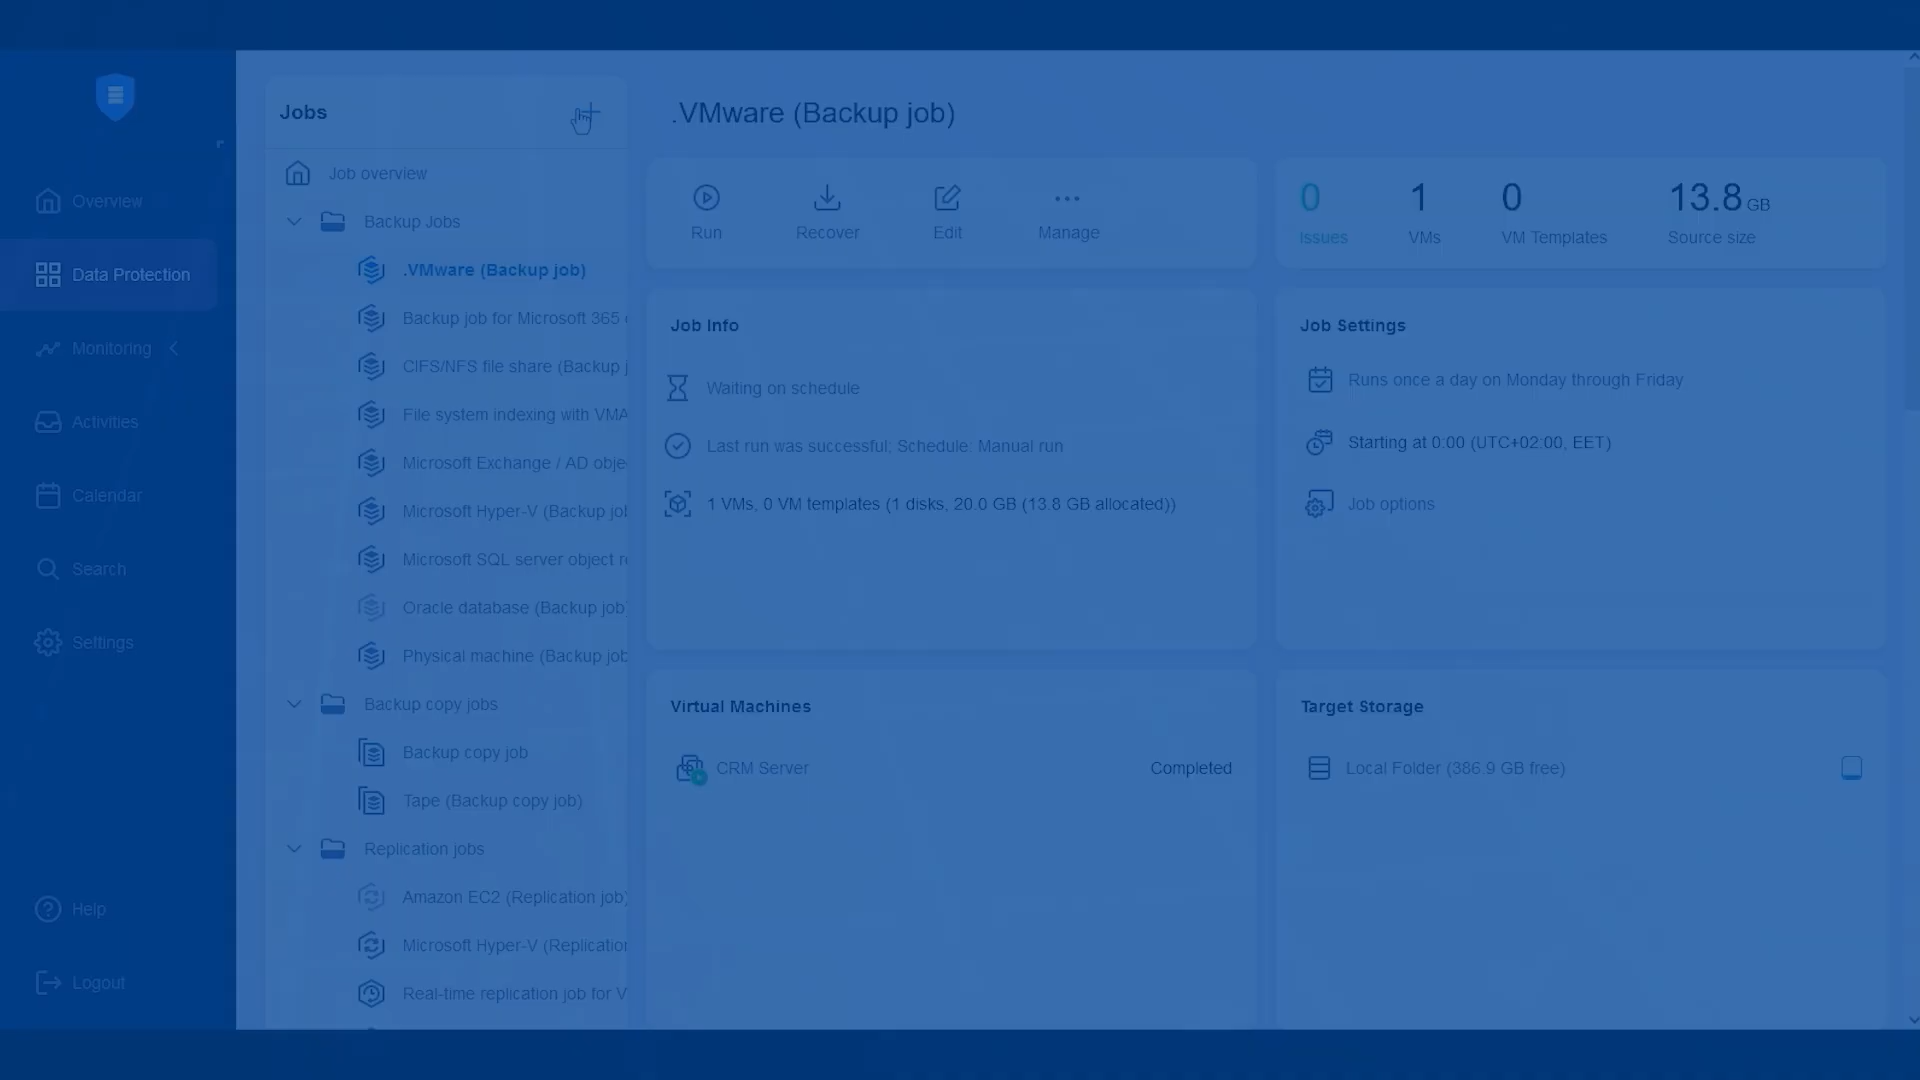 Overview
Data Protection
Monitoring
Activities
Calendar
Search
Settings
Help
Logout
Jobs
Job overview
Backup Jobs
.VMware (Backup job)
Backup job for Microsoft 365
CIFS/NFS file share (Backup j
File system indexing with VMA
Microsoft Exchange / AD obje
Microsoft Hyper-V (Backup jol
Microsoft SQL server object r
Oracle database (Backup job)
Physical machine (Backup job
Backup copy jobs
Backup copy job
Tape (Backup copy job)
Replication jobs
Amazon EC2 (Replication job)
Microsoft Hyper-V (Replication
Real-time replication job for V
.VMware (Backup job)
Run
Recover
Edit
Manage
0
Issues
1
VMs
0
VM Templates
13.8 GB
Source size
Job Info
Waiting on schedule
Last run was successful; Schedule: Manual run
1 VMs, 0 VM templates (1 disks, 20.0 GB (13.8 GB allocated))
Job Settings
Runs once a day on Monday through Friday
Starting at 0:00 (UTC+02:00, EET)
Job options
Virtual Machines
CRM Server
Completed
Target Storage
Local Folder (386.9 GB free)